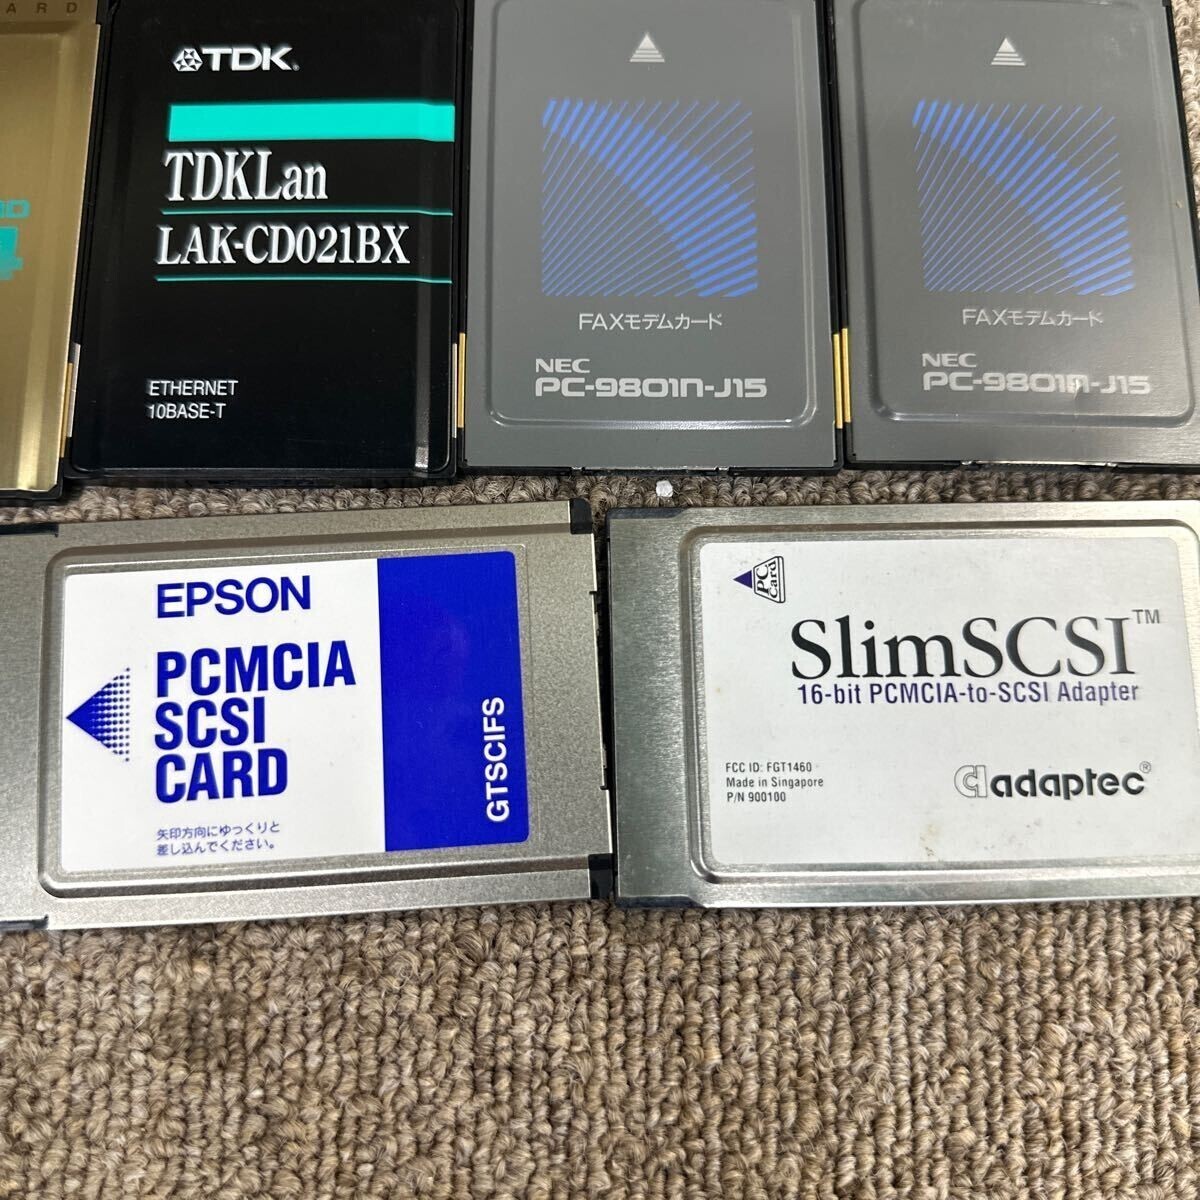 ARD
TDK
TDKLan
LAK-CD021BX
ETHERNET
10BASE-T
FAXモデムカード
NEC
PC-9801n-J15
FAXモデムカード
NEC
PC-9801n-J15
EPSON
PCMCIA
SCSI
CARD
GTSCIFS
矢印方向にゆっくりと
差し込んでください。
PC
Card
SlimSCSI™
16-bit PCMCIA-to-SCSI Adapter
FCC ID: FGT1460
Made in Singapore
P/N 900100
adaptec®